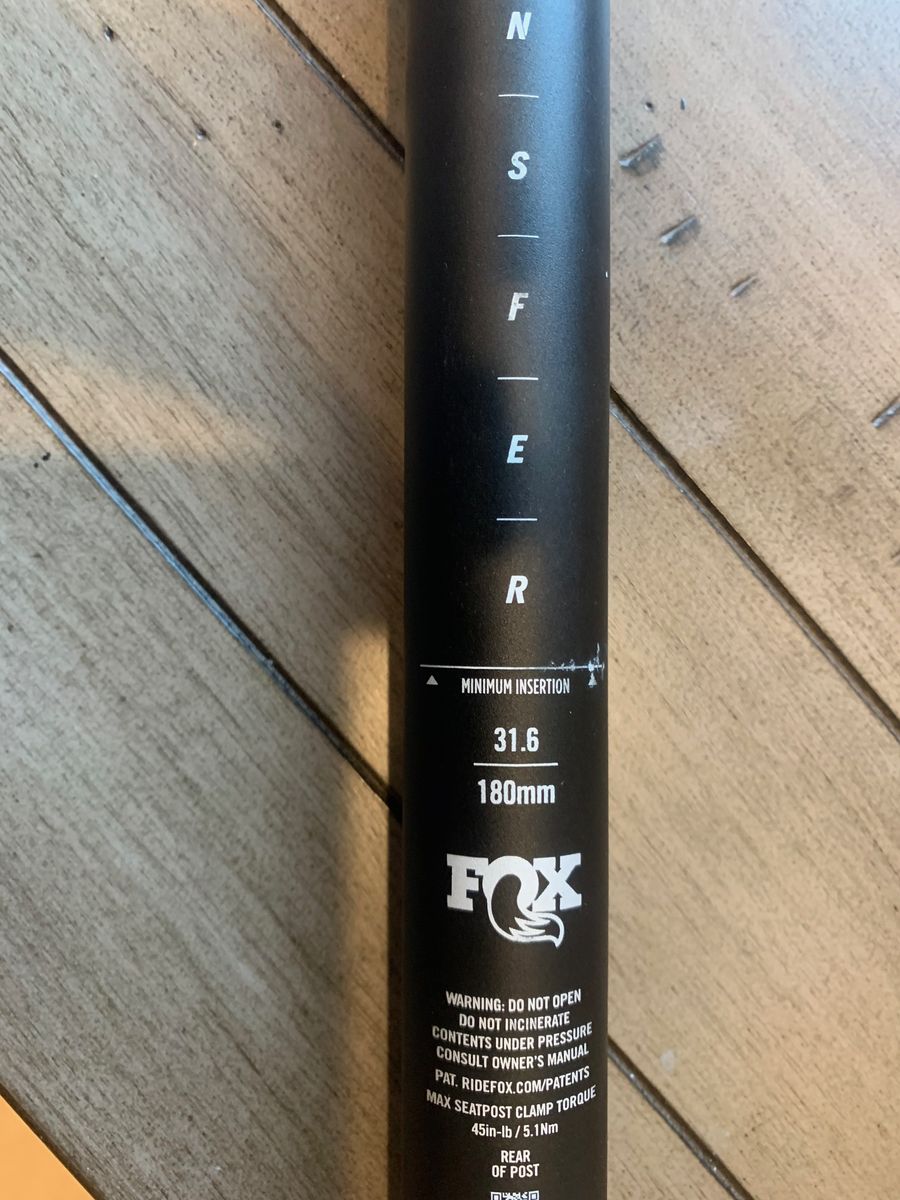 N
S
F
E
R
MINIMUM INSERTION
31.6
180mm
FOX
WARNING: DO NOT OPEN
DO NOT INCINERATE
CONTENTS UNDER PRESSURE
CONSULT OWNER'S MANUAL
PAT. RIDEFOX.COM/PATENTS
MAX SEATPOST CLAMP TORQUE
45in-lb / 5.1Nm
REAR
OF POST